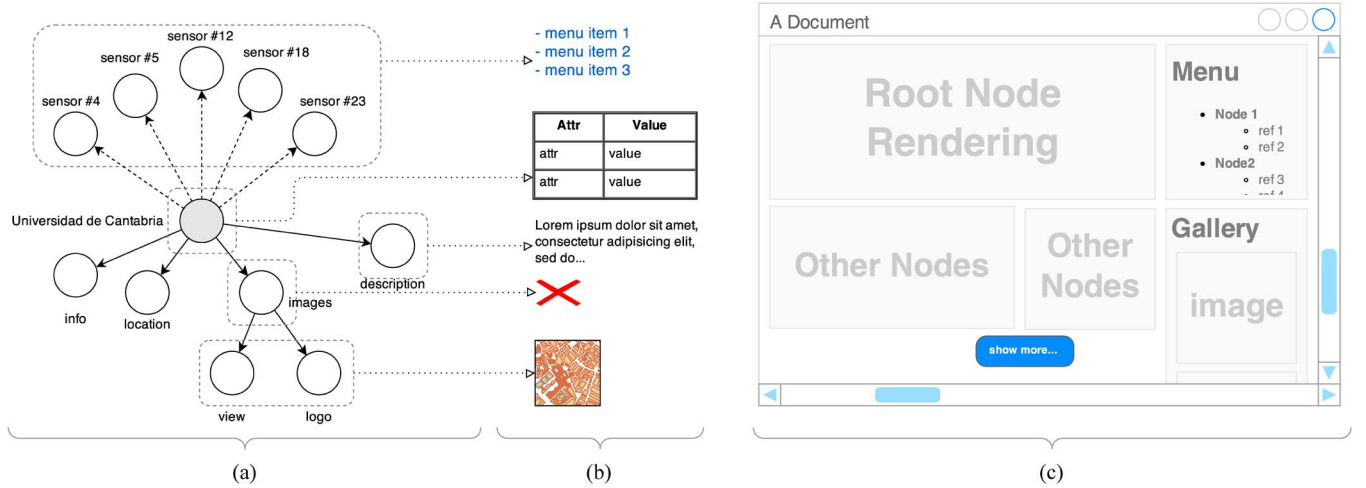 sensor #12
sensor #5
sensor #18
sensor #4
sensor #23
Universidad de Cantabria
info
location
images
description
view
logo
(a)
- menu item 1
- menu item 2
- menu item 3
Attr Value
attr value
attr value
Lorem ipsum dolor sit amet,
consectetur adipisicing elit,
sed do...
(b)
A Document
Root Node
Rendering
Other Nodes
Other
Nodes
show more...
Menu
• Node 1
ref 1
ref 2
• Node2
ref 3
ref 4
Gallery
image
(c)